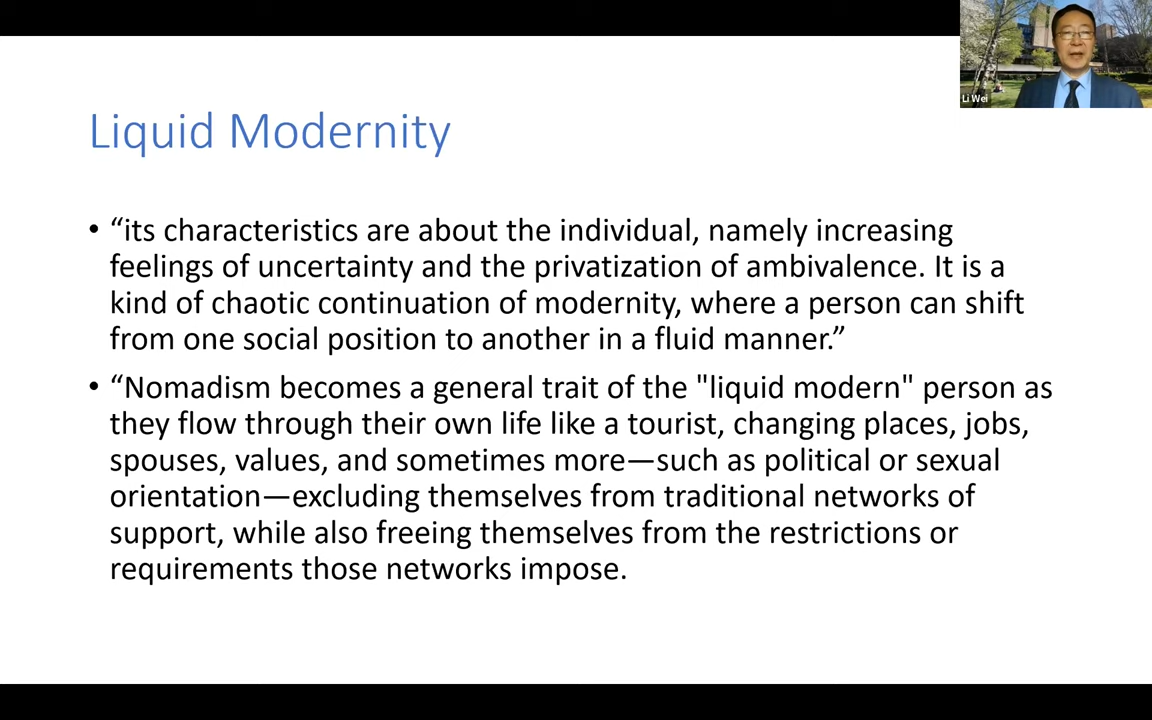 Li Wei
Liquid Modernity
• “its characteristics are about the individual, namely increasing
feelings of uncertainty and the privatization of ambivalence. It is a
kind of chaotic continuation of modernity, where a person can shift
from one social position to another in a fluid manner.”
• “Nomadism becomes a general trait of the "liquid modern" person as
they flow through their own life like a tourist, changing places, jobs,
spouses, values, and sometimes more—such as political or sexual
orientation—excluding themselves from traditional networks of
support, while also freeing themselves from the restrictions or
requirements those networks impose.